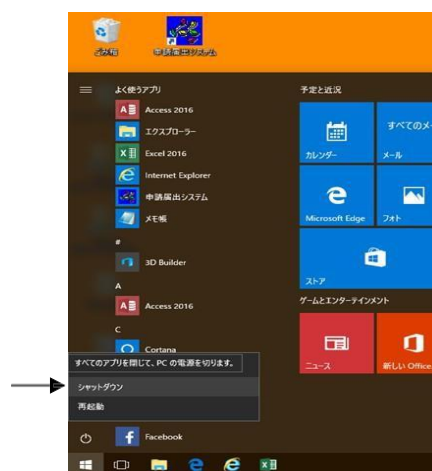 ごみ箱
申請届出システム
よく使うアプリ
Access 2016
エクスプローラー
Excel 2016
Internet Explorer
申請届出システム
メモ帳
#
3D Builder
A
Access 2016
C
Cortana
すべてのアプリを閉じて、PC の電源を切ります。
シャットダウン
再起動
Facebook
予定と近況
カレンダー
すべてのメー
メール
Microsoft Edge
フォト
ストア
ゲームとエンターテインメント
ニュース
新しい Office